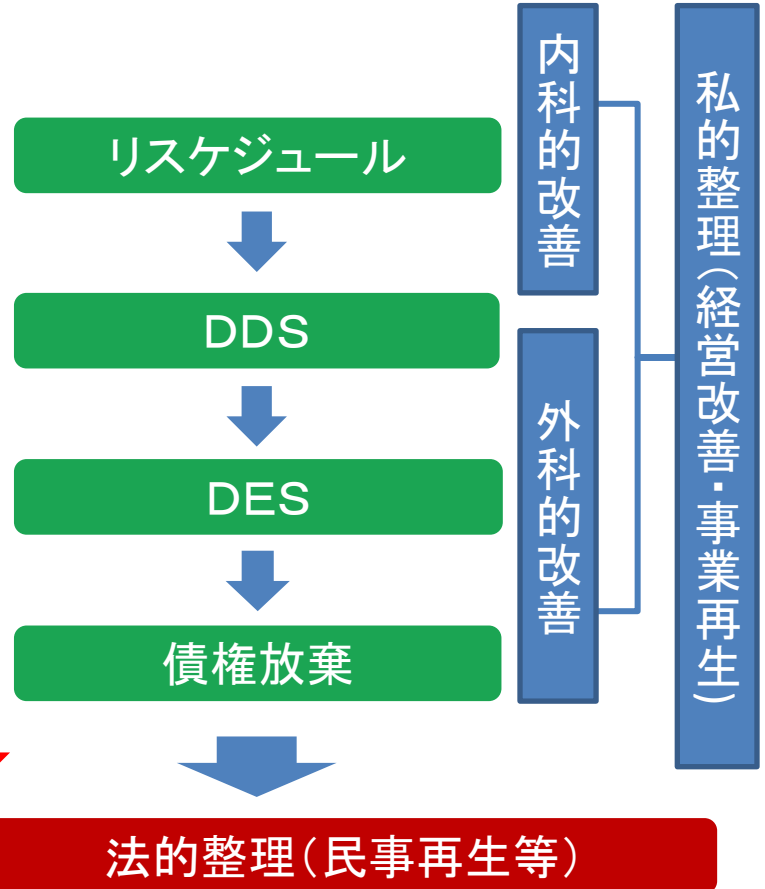 リスケジュール
DDS
DES
債権放棄
法的整理(民事再生等)
内科的改善
外科的改善
私的整理(経営改善・事業再生)